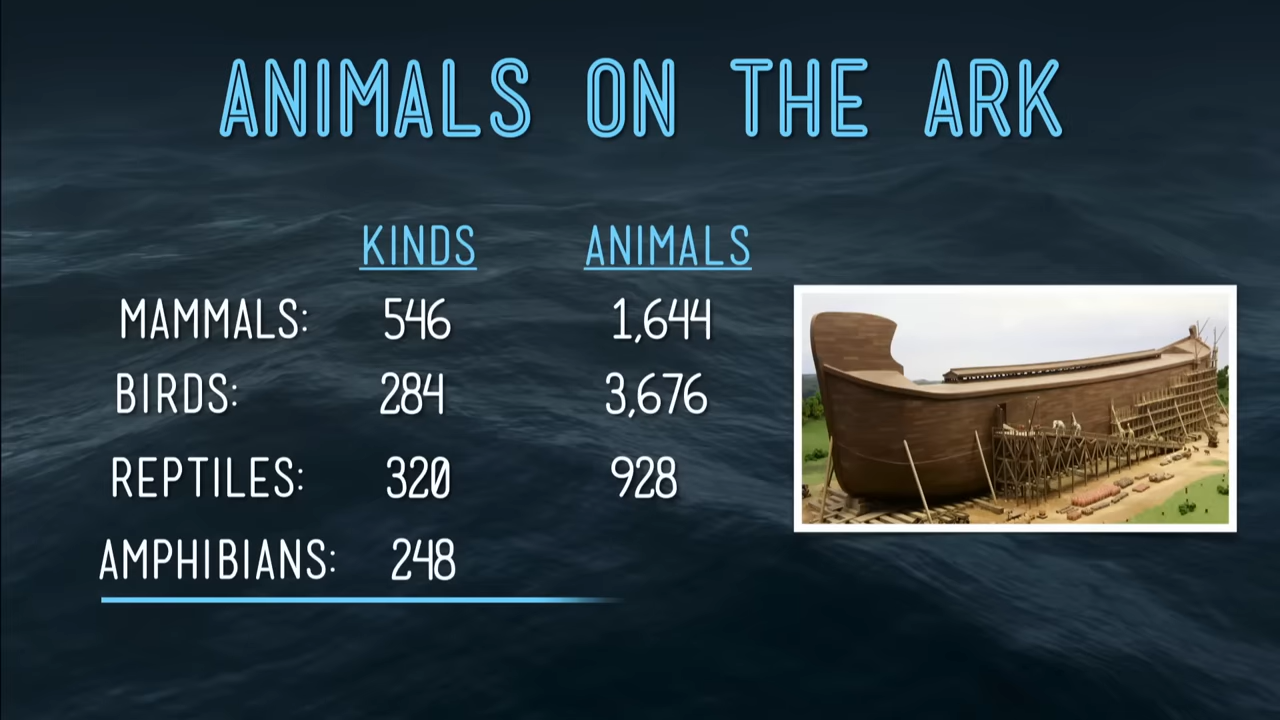 ANIMALS ON THE ARK
KINDS ANIMALS
MAMMALS: 546 1,644
BIRDS: 284 3,676
REPTILES: 320 928
AMPHIBIANS: 248